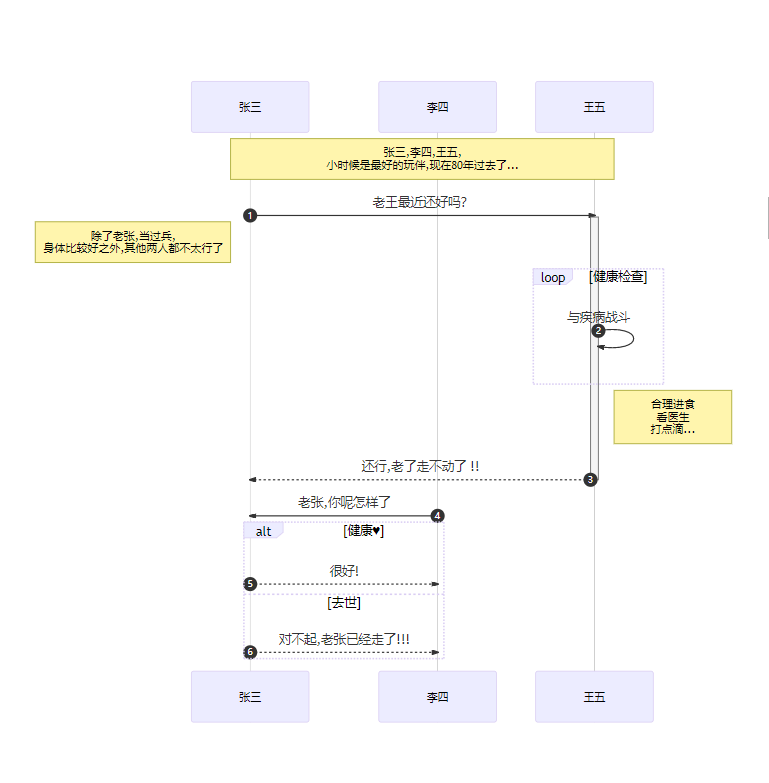 张三
李四
王五
张三,李四,王五,
小时候是最好的玩伴,现在80年过去了...
老王最近还好吗?
1
除了老张,当过兵,
身体比较好之外,其他两人都不太行了
loop
[健康检查]
与疾病战斗
2
合理进食
看医生
打点滴...
还行,老了走不动了 !!
3
老张,你呢怎样了
4
alt
[健康♥]
很好!
5
[去世]
对不起,老张已经走了!!!
6
张三
李四
王五